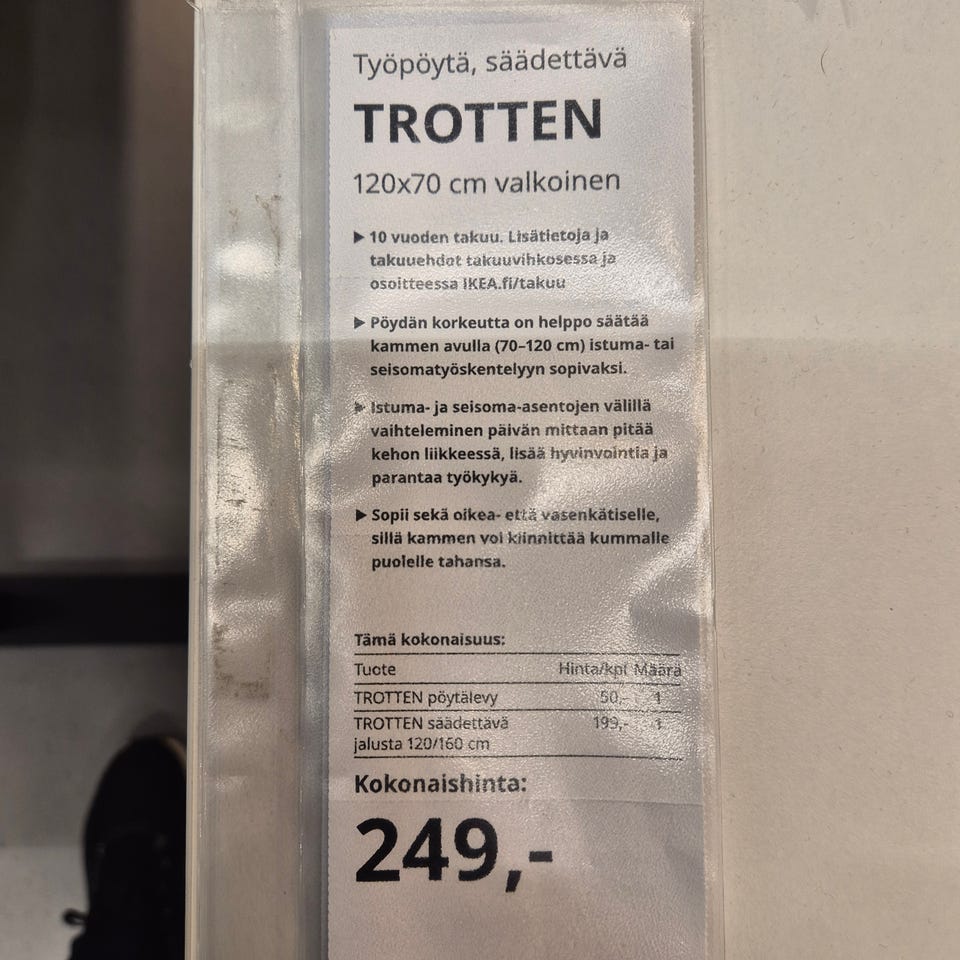 Työpöytä, säädettävä
TROTTEN
120x70 cm valkoinen
▶ 10 vuoden takuu. Lisätietoja ja
takuuehdot takuuvihkosessa ja
osoitteessa IKEA.fi/takuu
▶ Pöydän korkeutta on helppo säätää
kammen avulla (70–120 cm) istuma- tai
seisomatyöskentelyyn sopivaksi.
▶ Istuma- ja seisoma-asentojen välillä
vaihteleminen päivän mittaan pitää
kehon liikkeessä, lisää hyvinvointia ja
parantaa työkykyä.
▶ Sopii sekä oikea- että vasenkätiselle,
sillä kammen voi kiinnittää kummalle
puolelle tahansa.
Tämä kokonaisuus:
Tuote Hinta/kpl Määrä
TROTTEN pöytälevy 50,- 1
TROTTEN säädettävä 199,- 1
jalusta 120/160 cm
Kokonaishinta:
249,-